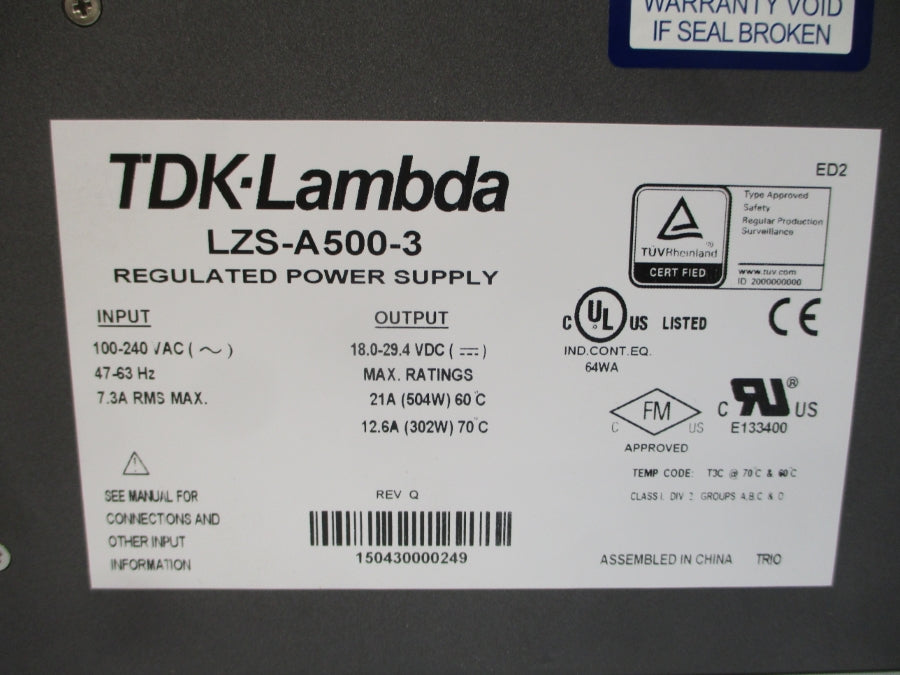 WARRANTY VOID
IF SEAL BROKEN
TDK·Lambda
ED2
LZS-A500-3
REGULATED POWER SUPPLY
Type Approved
Safety
Regular Production
Surveillance
TÜVRheinland
CERT FIED
www.tuv.com
ID 2000000000
INPUT
100-240 VAC ( ~ )
47-63 Hz
7.3A RMS MAX.
OUTPUT
18.0-29.4 VDC ( ⎓ )
MAX. RATINGS
21A (504W) 60°C
12.6A (302W) 70°C
C UL US LISTED
IND.CONT.EQ.
64WA
CE
FM
C US
APPROVED
C RU ® US
E133400
TEMP CODE: T3C @ 70°C & 60°C
CLASS I, DIV 2 GROUPS A,B,C & D
SEE MANUAL FOR
CONNECTIONS AND
OTHER INPUT
INFORMATION
REV Q
150430000249
ASSEMBLED IN CHINA TRIO